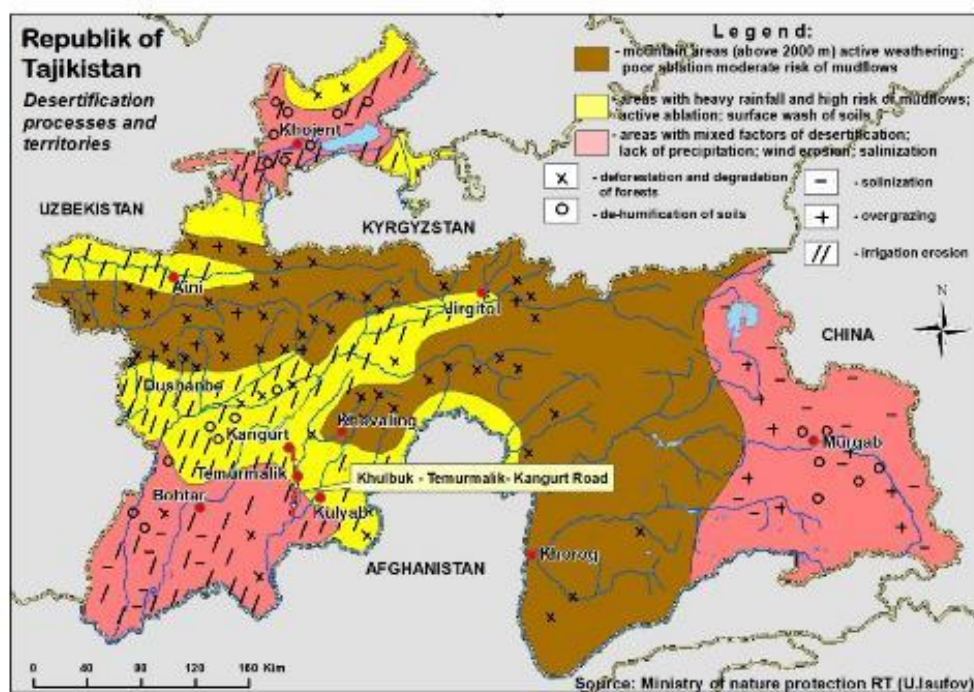 Republik of
Tajikistan
Desertification
processes and
territories
Legend:
- mountain areas (above 2000 m) active weathering;
poor ablation moderate risk of mudflows
- areas with heavy rainfall and high risk of mudflows;
active ablation; surface wash of soils
- areas with mixed factors of desertification;
lack of precipitation; wind erosion; salinization
- deforestation and degradation
of forests
- de-humification of soils
- solinization
- overgrazing
- irrigation erosion
Khojent
UZBEKISTAN
KYRGYZSTAN
Aini
Jirgitol
N
CHINA
Dushanbe
Khovaling
Kangurt
Murgab
Temurmalik
Khulbuk - Temurmalik- Kangurt Road
Bohtar
Kulyab
Khorog
AFGHANISTAN
0 40 80 120 160 Km
Source: Ministry of nature protection RT (U.Isufov)